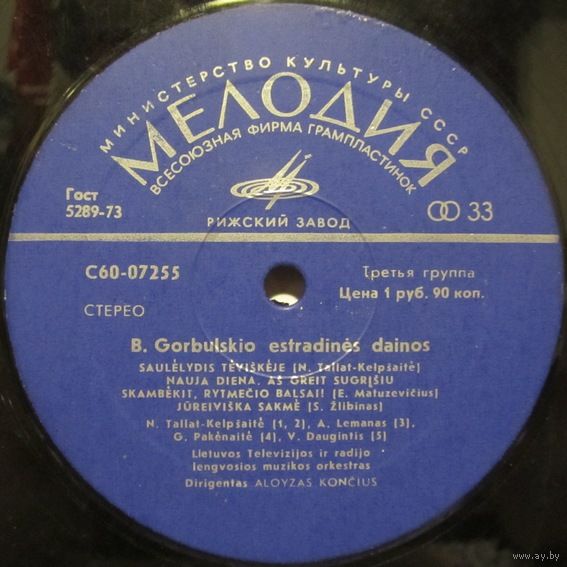 МИНИСТЕРСТВО КУЛЬТУРЫ СССР
МЕЛОДИЯ
ВСЕСОЮЗНАЯ ФИРМА ГРАМПЛАСТИНОК
Гост
5289-73
33
РИЖСКИЙ ЗАВОД
С60-07255
Третья группа
Цена 1 руб. 90 коп.
СТЕРЕО
B. Gorbulskio estradinės dainos
SAULĖLYDIS TĖVIŠKĖJE [N. Tallat-Kelpšaitė]
NAUJA DIENA, AŠ GREIT SUGRĮŠIU
SKAMBĖKIT, RYTMEČIO BALSAI! [E. Matuzevičius]
JŪREIVIŠKA SAKMĖ [S. Žlibinas]
N. Tallat-Kelpšaitė [1, 2], A. Lemanas [3],
G. Pakėnaitė [4], V. Daugintis [5]
Lietuvos Televizijos ir radijo
lengvosios muzikos orkestras
Dirigentas ALOYZAS KONČIUS
www.ay.by